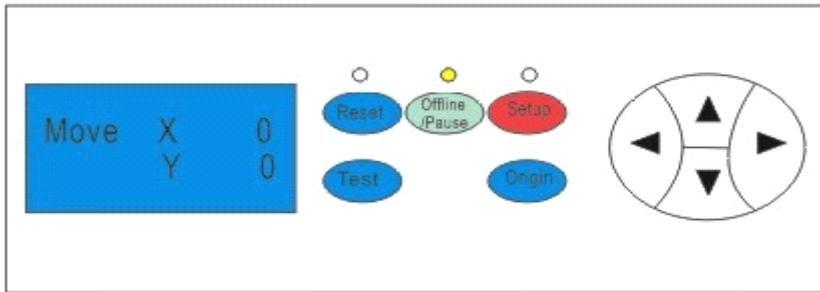 Move X 0
Y 0
Reset
Offline
/Pause
Setup
Test
Origin